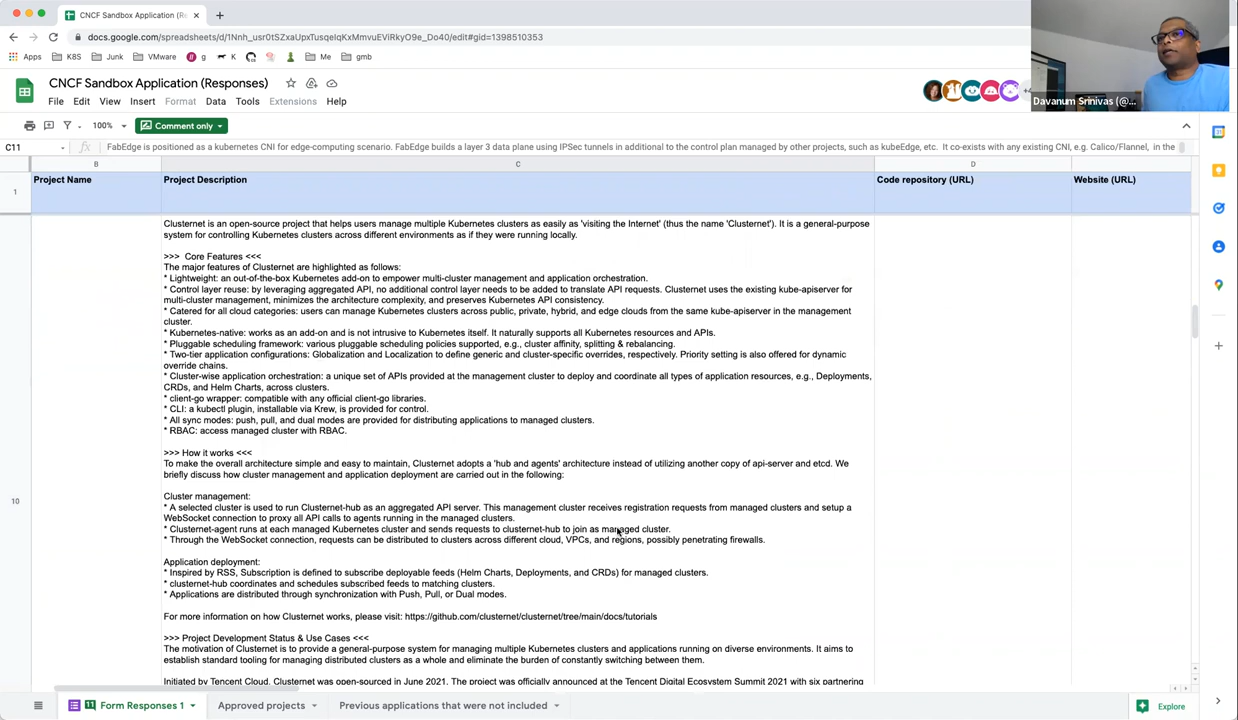 CNCF Sandbox Application (Re
docs.google.com/spreadsheets/d/1Nnh_usr0tSZxaUpxTusqelqKxMmvuEViRkyO9e_Do40/edit#gid=1398510353
Apps K8S Junk VMware g K Me gmb
CNCF Sandbox Application (Responses)
File Edit View Insert Format Data Tools Extensions Help
Davanum Srinivas (@...
100% Comment only
C11 fx FabEdge is positioned as a kubernetes CNI for edge-computing scenario. FabEdge builds a layer 3 data plane using IPSec tunnels in additional to the control plan managed by other projects, such as kubeEdge, etc. It co-exists with any existing CNI, e.g. Calico/Flannel, in the
B C D
1 Project Name Project Description Code repository (URL) Website (URL)
Clusternet is an open-source project that helps users manage multiple Kubernetes clusters as easily as 'visiting the Internet' (thus the name 'Clusternet'). It is a general-purpose
system for controlling Kubernetes clusters across different environments as if they were running locally.
>>> Core Features <<<
The major features of Clusternet are highlighted as follows:
* Lightweight: an out-of-the-box Kubernetes add-on to empower multi-cluster management and application orchestration.
* Control layer reuse: by leveraging aggregated API, no additional control layer needs to be added to translate API requests. Clusternet uses the existing kube-apiserver for
multi-cluster management, minimizes the architecture complexity, and preserves Kubernetes API consistency.
* Catered for all cloud categories: users can manage Kubernetes clusters across public, private, hybrid, and edge clouds from the same kube-apiserver in the management
cluster.
* Kubernetes-native: works as an add-on and is not intrusive to Kubernetes itself. It naturally supports all Kubernetes resources and APIs.
* Pluggable scheduling framework: various pluggable scheduling policies supported, e.g., cluster affinity, splitting & rebalancing.
* Two-tier application configurations: Globalization and Localization to define generic and cluster-specific overrides, respectively. Priority setting is also offered for dynamic
override chains.
* Cluster-wise application orchestration: a unique set of APIs provided at the management cluster to deploy and coordinate all types of application resources, e.g., Deployments,
CRDs, and Helm Charts, across clusters.
* client-go wrapper: compatible with any official client-go libraries.
* CLI: a kubectl plugin, installable via Krew, is provided for control.
* All sync modes: push, pull, and dual modes are provided for distributing applications to managed clusters.
* RBAC: access managed cluster with RBAC.
>>> How it works <<<
To make the overall architecture simple and easy to maintain, Clusternet adopts a 'hub and agents' architecture instead of utilizing another copy of api-server and etcd. We
briefly discuss how cluster management and application deployment are carried out in the following:
Cluster management:
10
* A selected cluster is used to run Clusternet-hub as an aggregated API server. This management cluster receives registration requests from managed clusters and setup a
WebSocket connection to proxy all API calls to agents running in the managed clusters.
* Clusternet-agent runs at each managed Kubernetes cluster and sends requests to clusternet-hub to join as managed cluster.
* Through the WebSocket connection, requests can be distributed to clusters across different cloud, VPCs, and regions, possibly penetrating firewalls.
Application deployment:
* Inspired by RSS, Subscription is defined to subscribe deployable feeds (Helm Charts, Deployments, and CRDs) for managed clusters.
* clusternet-hub coordinates and schedules subscribed feeds to matching clusters.
* Applications are distributed through synchronization with Push, Pull, or Dual modes.
For more information on how Clusternet works, please visit: https://github.com/clusternet/clusternet/tree/main/docs/tutorials
>>> Project Development Status & Use Cases <<<
The motivation of Clusternet is to provide a general-purpose system for managing multiple Kubernetes clusters and applications running on diverse environments. It aims to
establish standard tooling for managing distributed clusters as a whole and eliminate the burden of constantly switching between them.
Initiated by Tencent Cloud, Clusternet was open-sourced in June 2021. The project was officially announced at the Tencent Digital Ecosystem Summit 2021 with six partnering
11 Form Responses 1 Approved projects Previous applications that were not included Explore